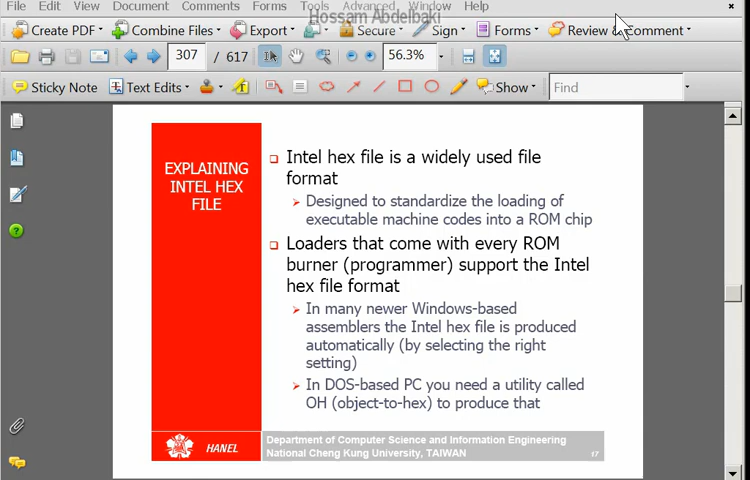 File Edit View Document Comments Forms Tools Advanced Window Help
Hossam Abdelbaki
Create PDF Combine Files Export Secure Sign Forms Review & Comment
307 / 617 56.3%
Sticky Note Text Edits Show Find
EXPLAINING
INTEL HEX
FILE
Intel hex file is a widely used file
format
Designed to standardize the loading of
executable machine codes into a ROM chip
Loaders that come with every ROM
burner (programmer) support the Intel
hex file format
In many newer Windows-based
assemblers the Intel hex file is produced
automatically (by selecting the right
setting)
In DOS-based PC you need a utility called
OH (object-to-hex) to produce that
HANEL
Department of Computer Science and Information Engineering
National Cheng Kung University, TAIWAN
17